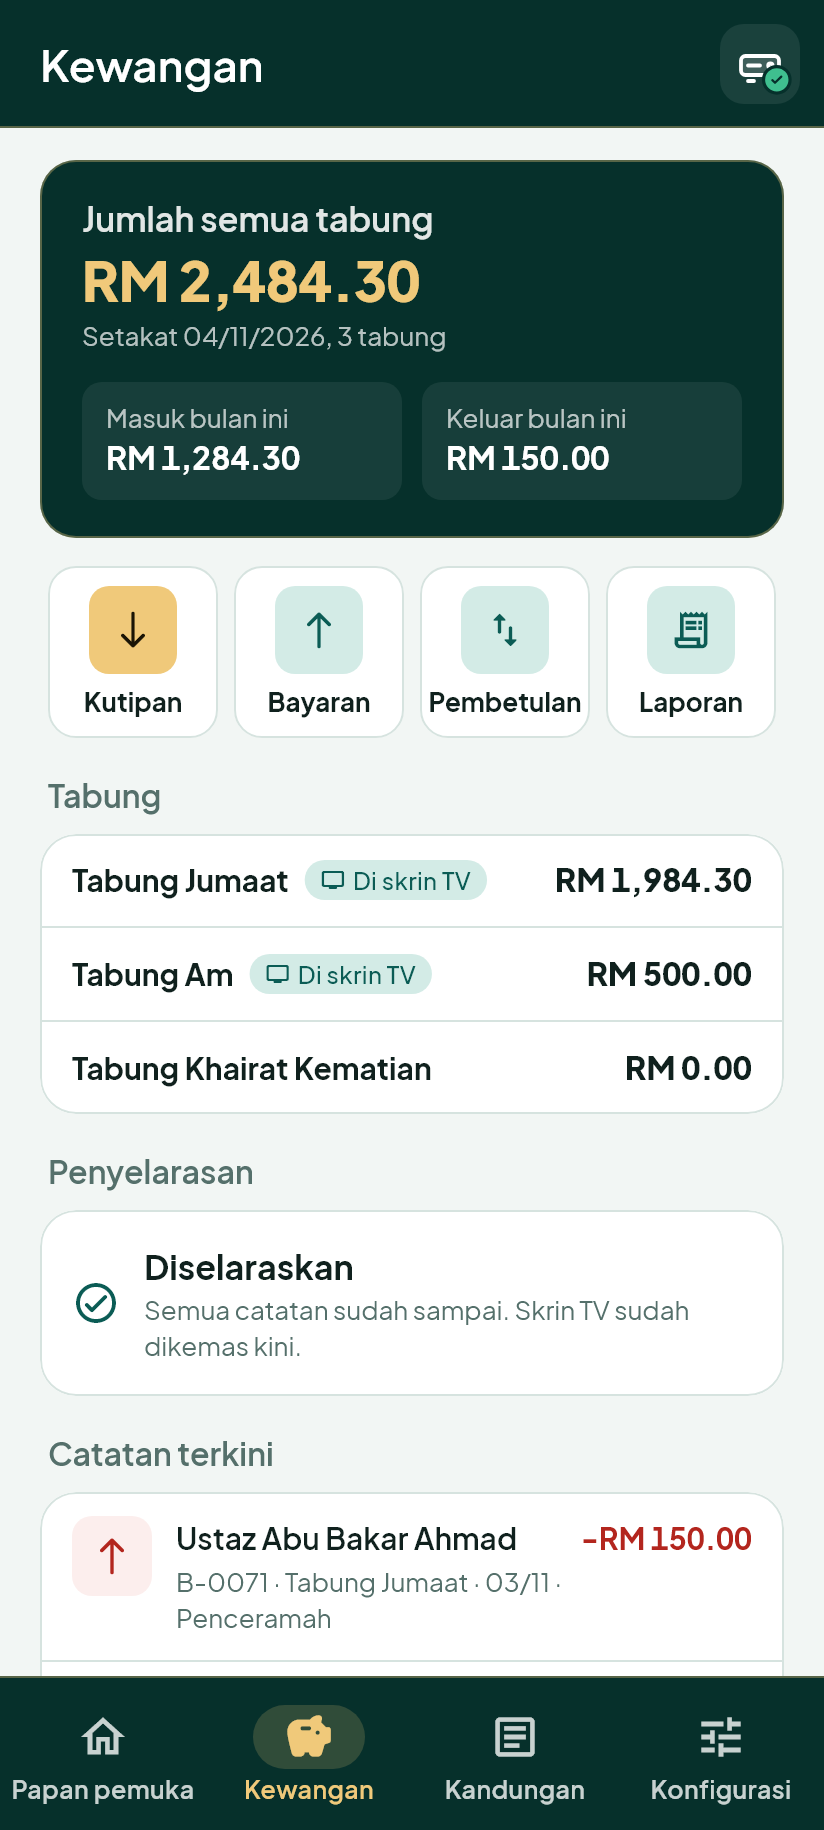 Kewangan
Jumlah semua tabung
RM 2,484.30
Setakat 04/11/2026, 3 tabung
Masuk bulan ini
RM 1,284.30
Keluar bulan ini
RM 150.00
Kutipan
Bayaran
Pembetulan
Laporan
Tabung
Tabung Jumaat
Di skrin TV
RM 1,984.30
Tabung Am
Di skrin TV
RM 500.00
Tabung Khairat Kematian
RM 0.00
Penyelarasan
Diselaraskan
Semua catatan sudah sampai. Skrin TV sudah
dikemas kini.
Catatan terkini
Ustaz Abu Bakar Ahmad
-RM 150.00
B-0071 · Tabung Jumaat · 03/11 ·
Penceramah
Papan pemuka
Kewangan
Kandungan
Konfigurasi